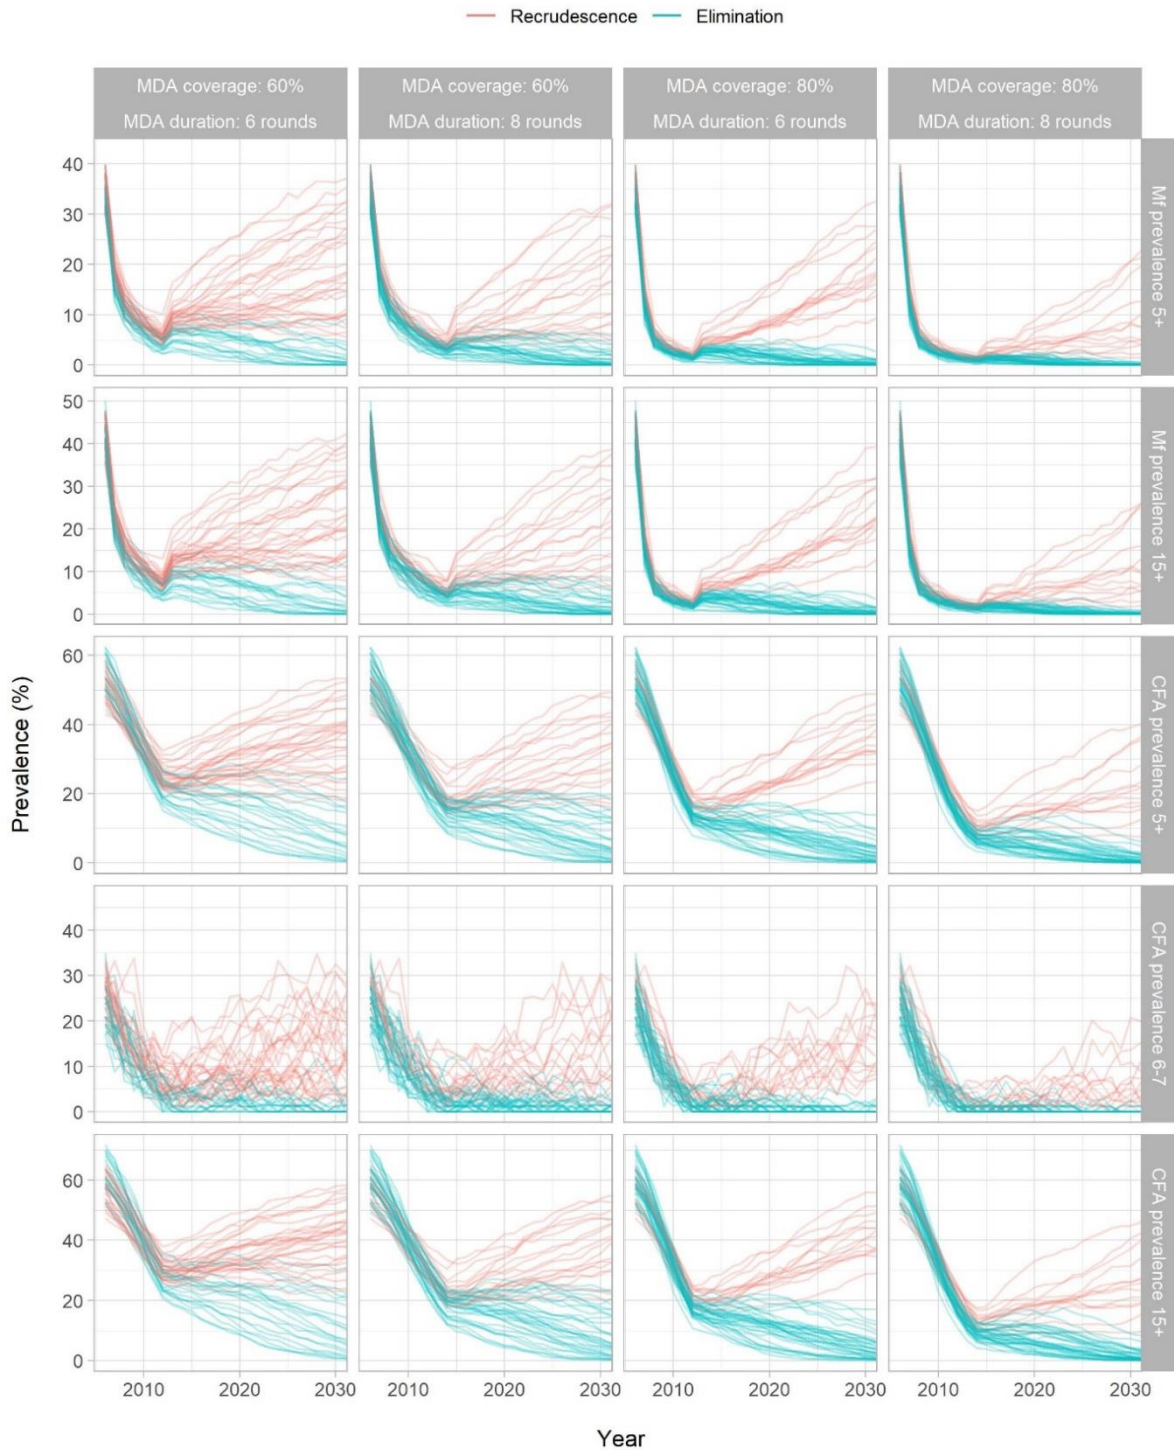 Recrudescence Elimination
MDA coverage: 60% MDA coverage: 60% MDA coverage: 80% MDA coverage: 80%
MDA duration: 6 rounds MDA duration: 8 rounds MDA duration: 6 rounds MDA duration: 8 rounds
40
30
20
10
0
Mf prevalence 5+
50
40
30
20
10
0
Mf prevalence 15+
Prevalence (%)
60
40
20
0
CFA prevalence 5+
40
30
20
10
0
CFA prevalence 6-7
60
40
20
0
CFA prevalence 15+
2010 2020 2030 2010 2020 2030 2010 2020 2030 2010 2020 2030
Year